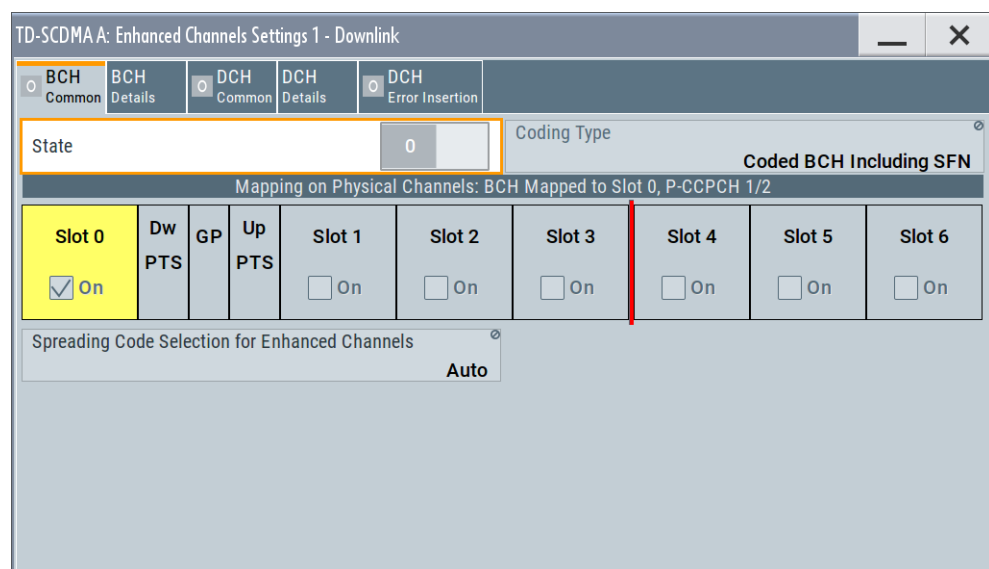 TD-SCDMA A: Enhanced Channels Settings 1 - Downlink
0 BCH Common BCH Details 0 DCH Common DCH Details 0 DCH Error Insertion
State 0
Coding Type
Coded BCH Including SFN
Mapping on Physical Channels: BCH Mapped to Slot 0, P-CCPCH 1/2
Slot 0 Dw PTS GP Up PTS Slot 1 Slot 2 Slot 3 Slot 4 Slot 5 Slot 6
On On On On On On On
Spreading Code Selection for Enhanced Channels
Auto